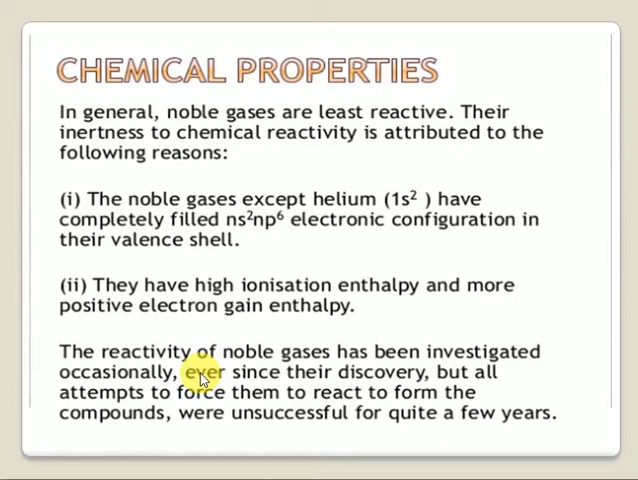 CHEMICAL PROPERTIES
In general, noble gases are least reactive. Their
inertness to chemical reactivity is attributed to the
following reasons:
(i) The noble gases except helium (1s² ) have
completely filled ns²np⁶ electronic configuration in
their valence shell.
(ii) They have high ionisation enthalpy and more
positive electron gain enthalpy.
The reactivity of noble gases has been investigated
occasionally, ever since their discovery, but all
attempts to force them to react to form the
compounds, were unsuccessful for quite a few years.